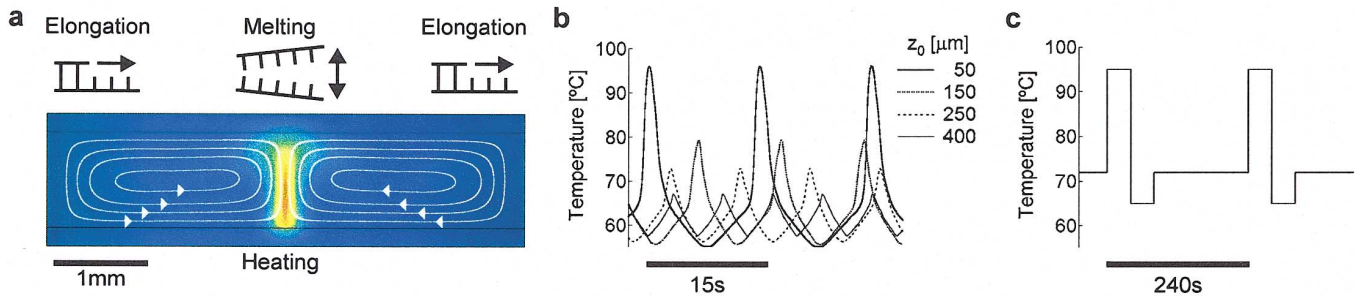 a
Elongation Melting Elongation
Heating
1mm
b
Temperature [ºC]
100
90
80
70
60
z₀ [µm]
50
150
250
400
15s
c
Temperature [ºC]
100
90
80
70
60
240s